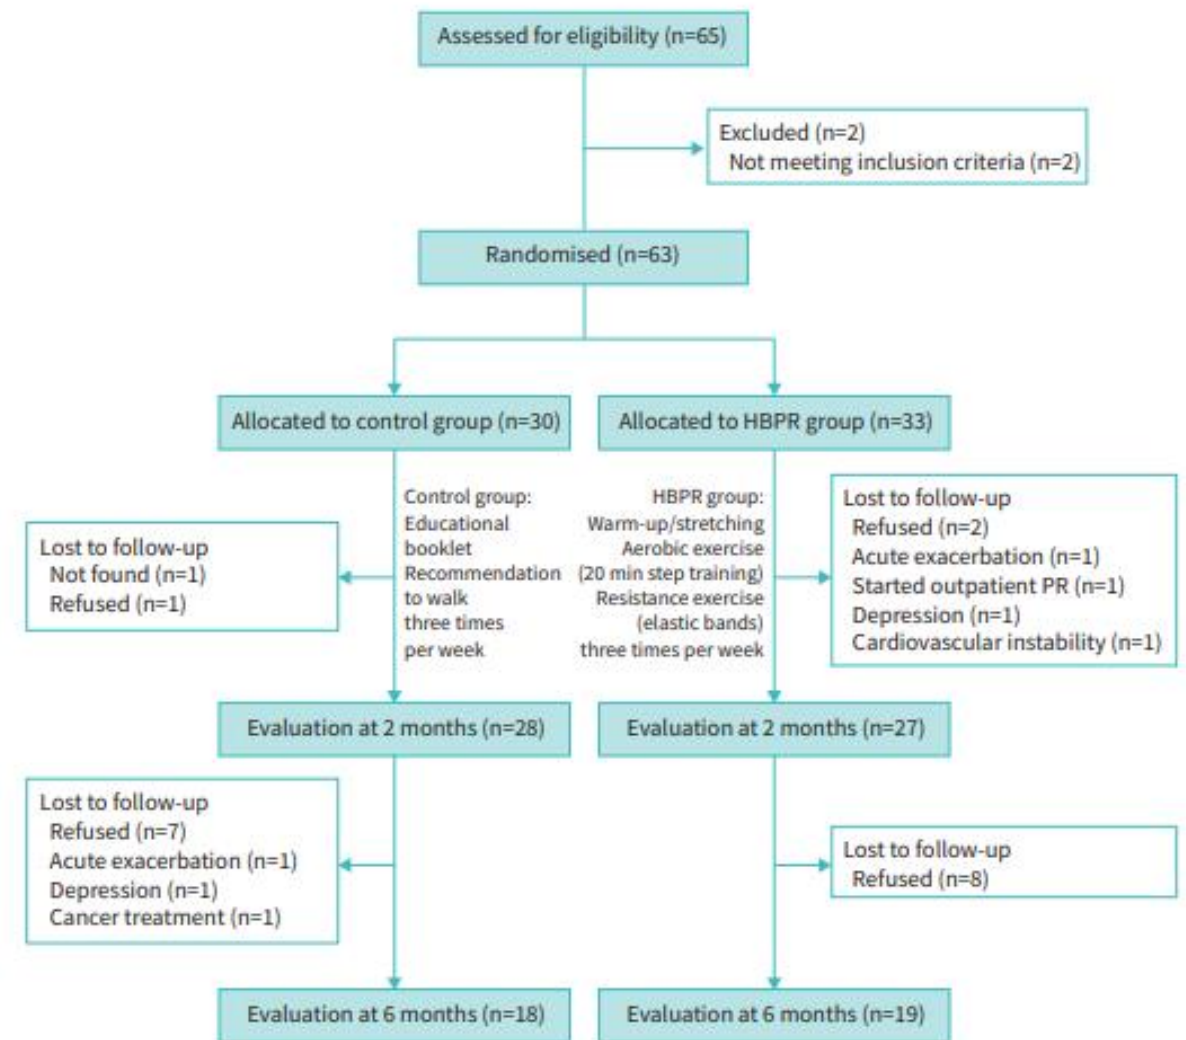 Assessed for eligibility (n=65)
Excluded (n=2)
Not meeting inclusion criteria (n=2)
Randomised (n=63)
Allocated to control group (n=30)
Allocated to HBPR group (n=33)
Control group:
Educational
booklet
Recommendation
to walk
three times
per week
HBPR group:
Warm-up/stretching
Aerobic exercise
(20 min step training)
Resistance exercise
(elastic bands)
three times per week
Lost to follow-up
Not found (n=1)
Refused (n=1)
Lost to follow-up
Refused (n=2)
Acute exacerbation (n=1)
Started outpatient PR (n=1)
Depression (n=1)
Cardiovascular instability (n=1)
Evaluation at 2 months (n=28)
Evaluation at 2 months (n=27)
Lost to follow-up
Refused (n=7)
Acute exacerbation (n=1)
Depression (n=1)
Cancer treatment (n=1)
Lost to follow-up
Refused (n=8)
Evaluation at 6 months (n=18)
Evaluation at 6 months (n=19)